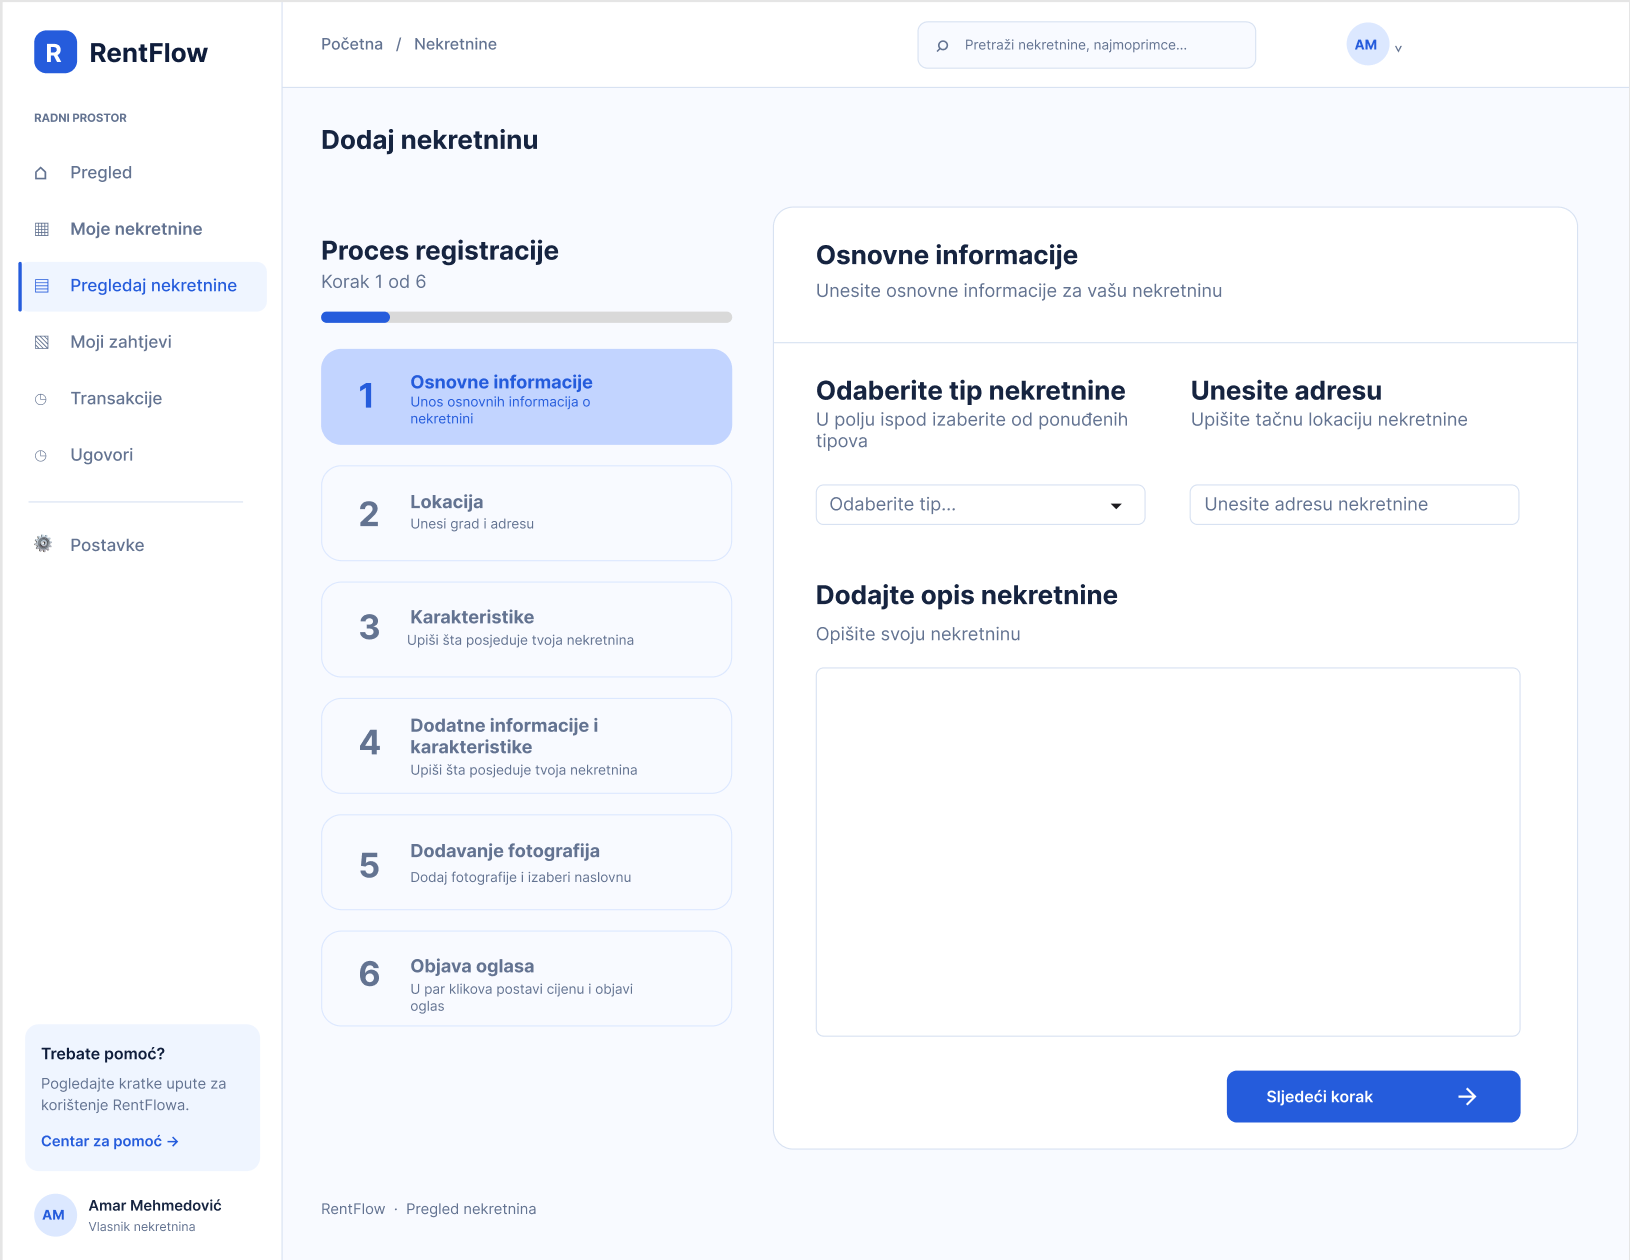 R RentFlow
RADNI PROSTOR
Pregled
Moje nekretnine
Pregledaj nekretnine
Moji zahtjevi
Transakcije
Ugovori
Postavke
Trebate pomoć?
Pogledajte kratke upute za
korištenje RentFlowa.
Centar za pomoć →
AM
Amar Mehmedović
Vlasnik nekretnina
Početna / Nekretnine
Pretraži nekretnine, najmoprimce...
AM v
Dodaj nekretninu
Proces registracije
Korak 1 od 6
1
Osnovne informacije
Unos osnovnih informacija o
nekretnini
2
Lokacija
Unesi grad i adresu
3
Karakteristike
Upiši šta posjeduje tvoja nekretnina
4
Dodatne informacije i
karakteristike
Upiši šta posjeduje tvoja nekretnina
5
Dodavanje fotografija
Dodaj fotografije i izaberi naslovnu
6
Objava oglasa
U par klikova postavi cijenu i objavi
oglas
Osnovne informacije
Unesite osnovne informacije za vašu nekretninu
Odaberite tip nekretnine
U polju ispod izaberite od ponuđenih
tipova
Odaberite tip...
Unesite adresu
Upišite tačnu lokaciju nekretnine
Unesite adresu nekretnine
Dodajte opis nekretnine
Opišite svoju nekretninu
Sljedeći korak →
RentFlow · Pregled nekretnina